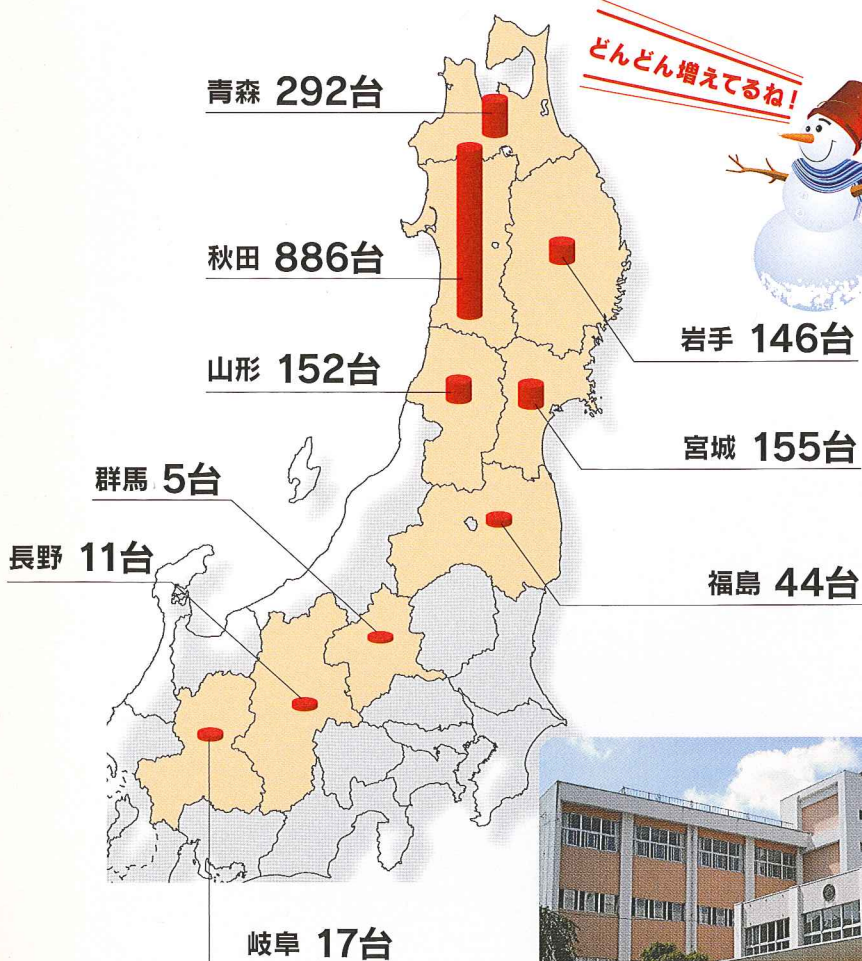 どんどん増えてるね！
青森 292台
秋田 886台
岩手 146台
山形 152台
宮城 155台
群馬 5台
長野 11台
福島 44台
岐阜 17台